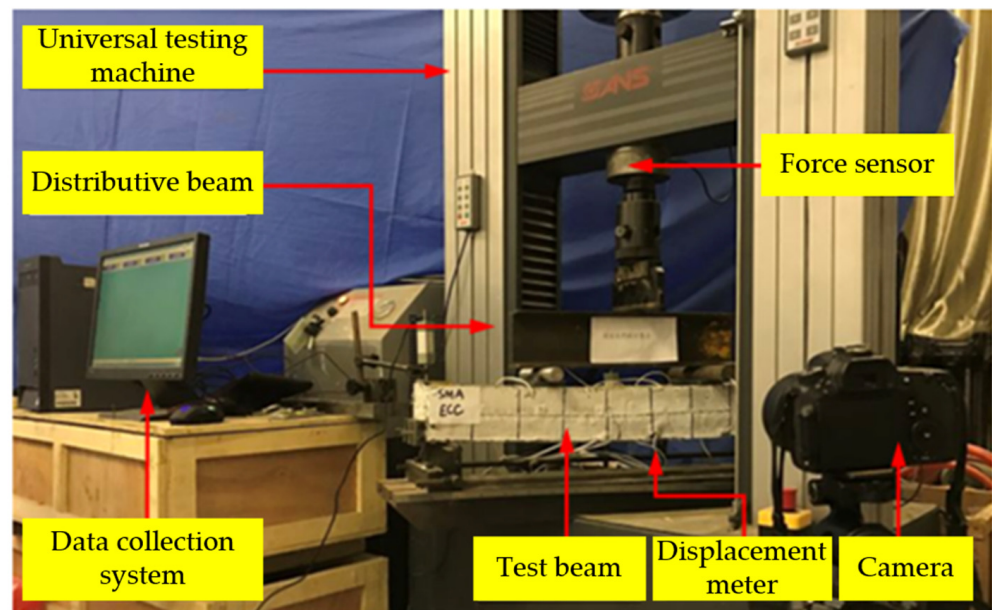 Universal testing
machine
SANS
Distributive beam
Force sensor
SMA
ECC
Data collection
system
Test beam
Displacement
meter
Camera